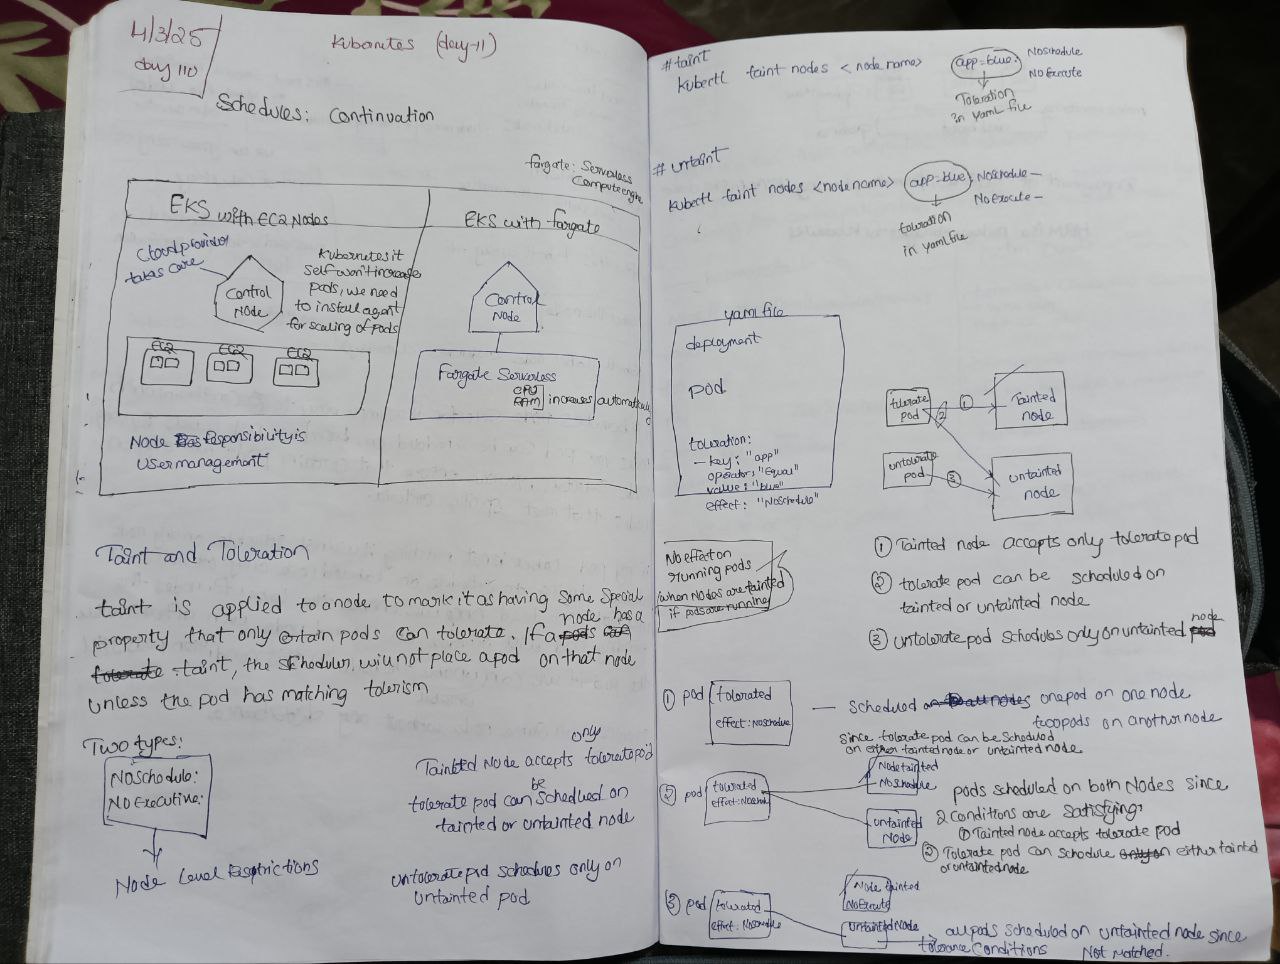 4/3/25
day 110
Kubanetes (day-11)
Schedules: Continuation
fargate: Serverless
Compute engine
EKS with EC2 Nodes
EKS with fargate
Cloud provider
takes care
Control
Node
Kubernetes it
self won't increase
pods, we need
to install agent
for scaling of pods
Control
Node
EC2
EC2
EC2
Fargate Serverless
CPU
RAM
increases automatically
Node Responsibility is
User management
Taint and Toleration
taint is applied to a node to mark it as having some special
property that only certain pods can tolerate. If a node has a
taint, the scheduler will not place a pod on that node
unless the pod has matching tolerism
Two types:
NoSchedule:
NoExecutive:
Node Level Restrictions
Tainted Node accepts only tolerate pod
tolerate pod can be scheduled on
tainted or untainted node
untolerate pod schedules only on
untainted pod
# taint
kubectl taint nodes <node name> app=blue:
NoSchedule
NoExecute
Toleration
in yaml file
# untaint
kubectl taint nodes <node name> app=blue:
NoSchedule-
NoExecute-
toleration
in yaml file
yaml file
deployment
pod
toleration:
- key: "app"
operator: "Equal"
value: "blue"
effect: "NoSchedule"
tolerate
pod
①
②
Tainted
node
untolerate
pod
③
untainted
node
No effect on
running pods
when nodes are tainted
if pods are running
① Tainted node accepts only tolerate pod
② tolerate pod can be scheduled on
tainted or untainted node
③ untolerate pod schedules only on untainted node
① pod
tolerated
effect: NoSchedule
— scheduled one pod on one node
two pods on another node
since tolerate pod can be scheduled
on either tainted node or untainted node
② pod
tolerated
Node tainted
NoSchedule
untainted
Node
pods scheduled on both Nodes since
2 conditions are satisfying:
① Tainted node accepts tolerate pod
② Tolerate pod can schedule either tainted
or untainted node
③ pod
tolerated
effect: NoSchedule
Node tainted
NoExecute
untainted Node
all pods scheduled on untainted node since
Conditions Not matched.